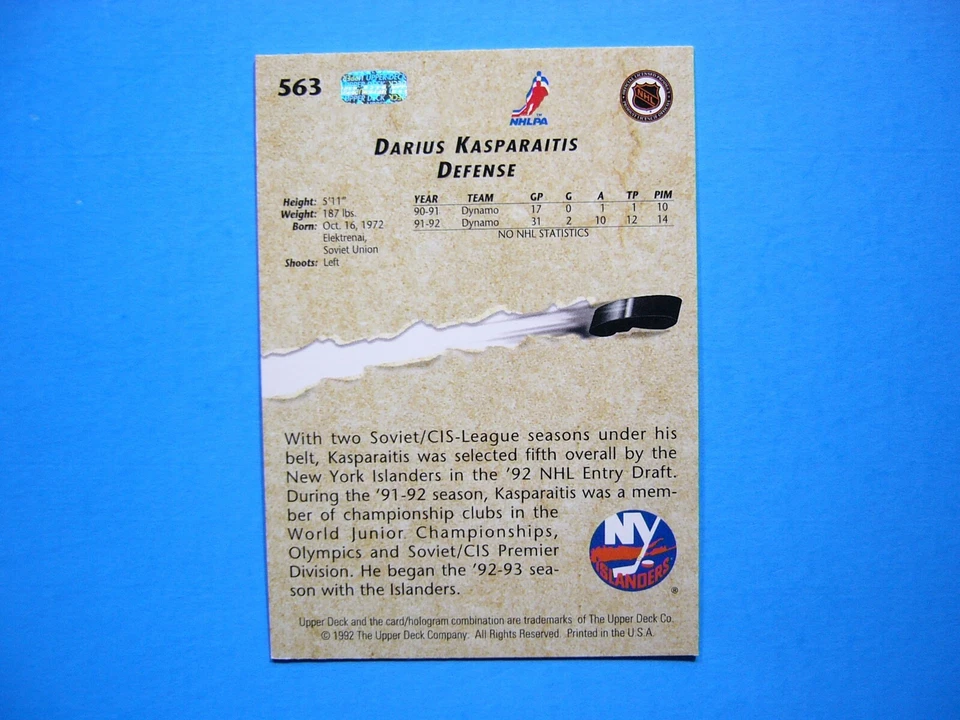 563
UPPER DECK
NHLPA
NHL
DARIUS KASPARAITIS
DEFENSE
Height: 5'11"
Weight: 187 lbs.
Born: Oct. 16, 1972
Elektrenai,
Soviet Union
Shoots: Left
YEAR TEAM GP G A TP PIM
90-91 Dynamo 17 0 1 1 10
91-92 Dynamo 31 2 10 12 14
NO NHL STATISTICS
With two Soviet/CIS-League seasons under his
belt, Kasparaitis was selected fifth overall by the
New York Islanders in the '92 NHL Entry Draft.
During the '91-92 season, Kasparaitis was a mem-
ber of championship clubs in the
World Junior Championships,
Olympics and Soviet/CIS Premier
Division. He began the '92-93 sea-
son with the Islanders.
NY
ISLANDERS
®
Upper Deck and the card/hologram combination are trademarks of The Upper Deck Co.
© 1992 The Upper Deck Company. All Rights Reserved. Printed in the U.S.A.